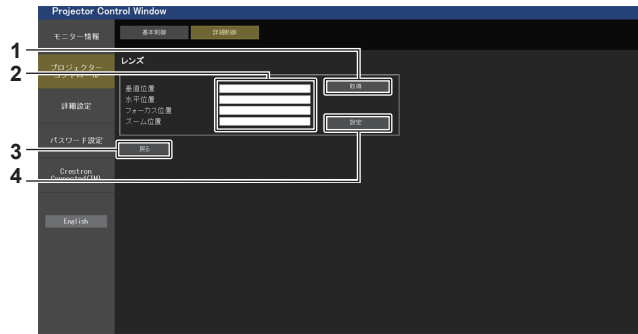 Projector Control Window
モニター情報
基本制御
詳細制御
1
2
プロジェクター
コントロール
レンズ
垂直位置
取得
水平位置
フォーカス位置
ズーム位置
設定
詳細設定
パスワード設定
3
戻る
4
Crestron
Connected(TM)
English